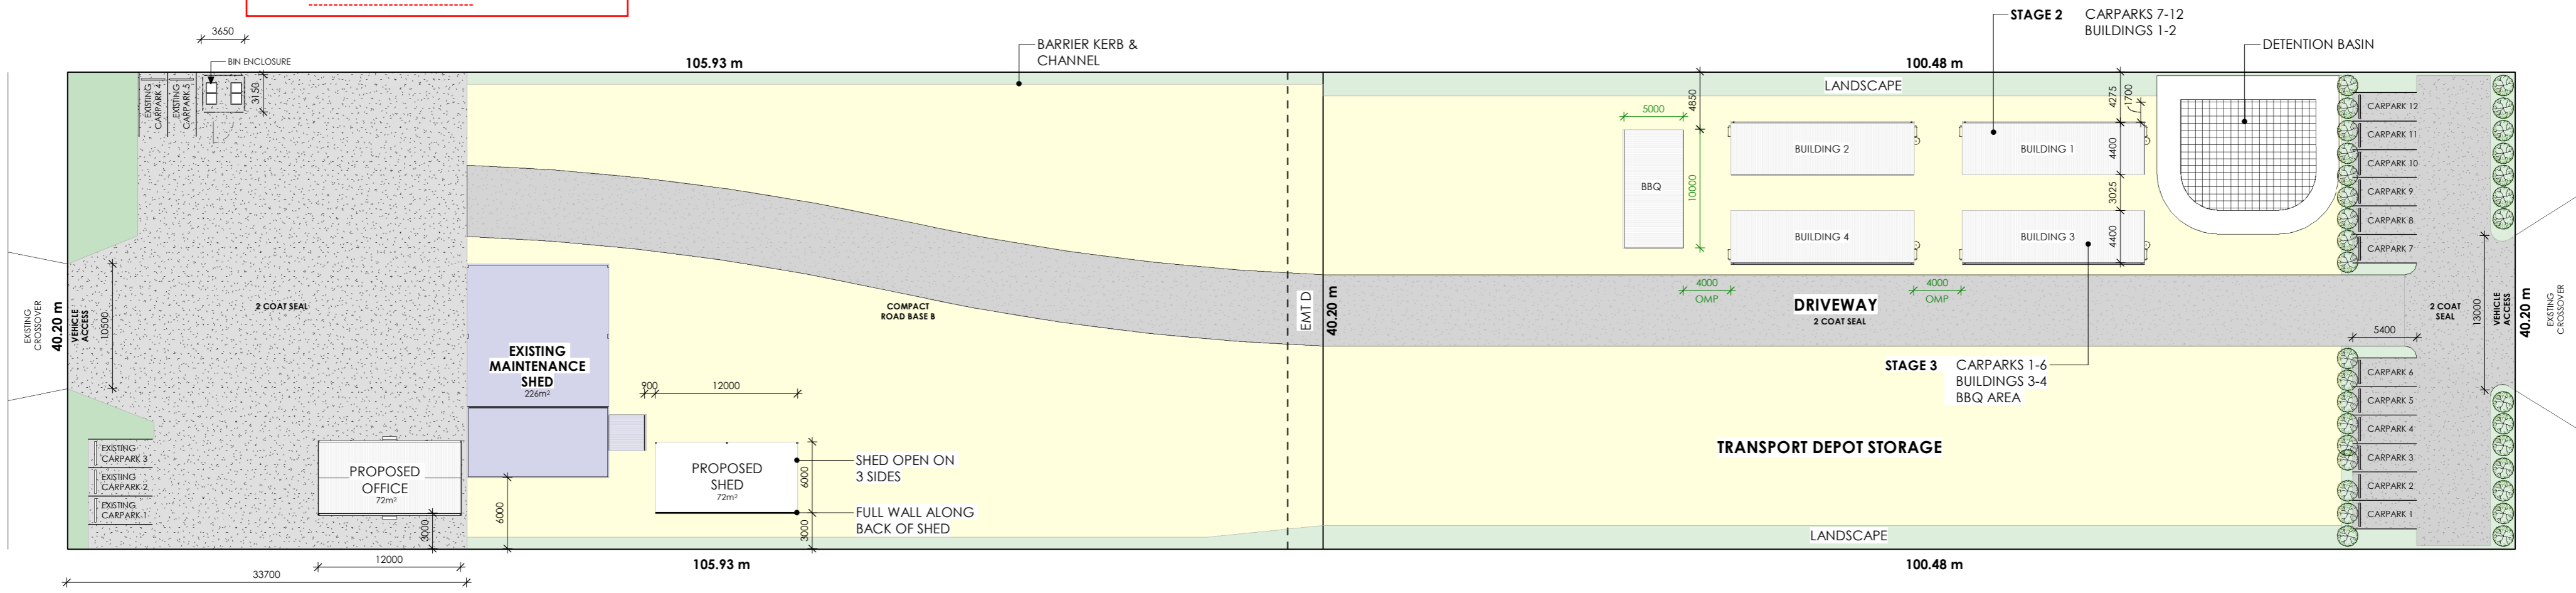 STAGE 2 CARPARKS 7-12
BUILDINGS 1-2
3650
BARRIER KERB &
CHANNEL
DETENTION BASIN
BIN ENCLOSURE
105.93 m
100.48 m
EXISTING
CARPARK 4
EXISTING
CARPARK 5
3150
LANDSCAPE
4850
4275
1700
5000
CARPARK 12
CARPARK 11
CARPARK 10
CARPARK 9
CARPARK 8
CARPARK 7
BUILDING 2
BUILDING 1
4400
BBQ
10000
3025
BUILDING 4
BUILDING 3
4400
4000
OMP
4000
OMP
EXISTING
CROSSOVER
40.20 m
VEHICLE
ACCESS
10500
2 COAT SEAL
COMPACT
ROAD BASE B
EMT D
40.20 m
DRIVEWAY
2 COAT SEAL
5400
2 COAT
SEAL
13000
VEHICLE
ACCESS
40.20 m
EXISTING
CROSSOVER
EXISTING
MAINTENANCE
SHED
226m²
900
12000
STAGE 3 CARPARKS 1-6
BUILDINGS 3-4
BBQ AREA
CARPARK 6
CARPARK 5
CARPARK 4
CARPARK 3
CARPARK 2
CARPARK 1
TRANSPORT DEPOT STORAGE
EXISTING
CARPARK 3
EXISTING
CARPARK 2
EXISTING
CARPARK 1
PROPOSED
OFFICE
72m²
PROPOSED
SHED
72m²
SHED OPEN ON
3 SIDES
6000
FULL WALL ALONG
BACK OF SHED
3000
6000
3000
LANDSCAPE
12000
33700
105.93 m
100.48 m